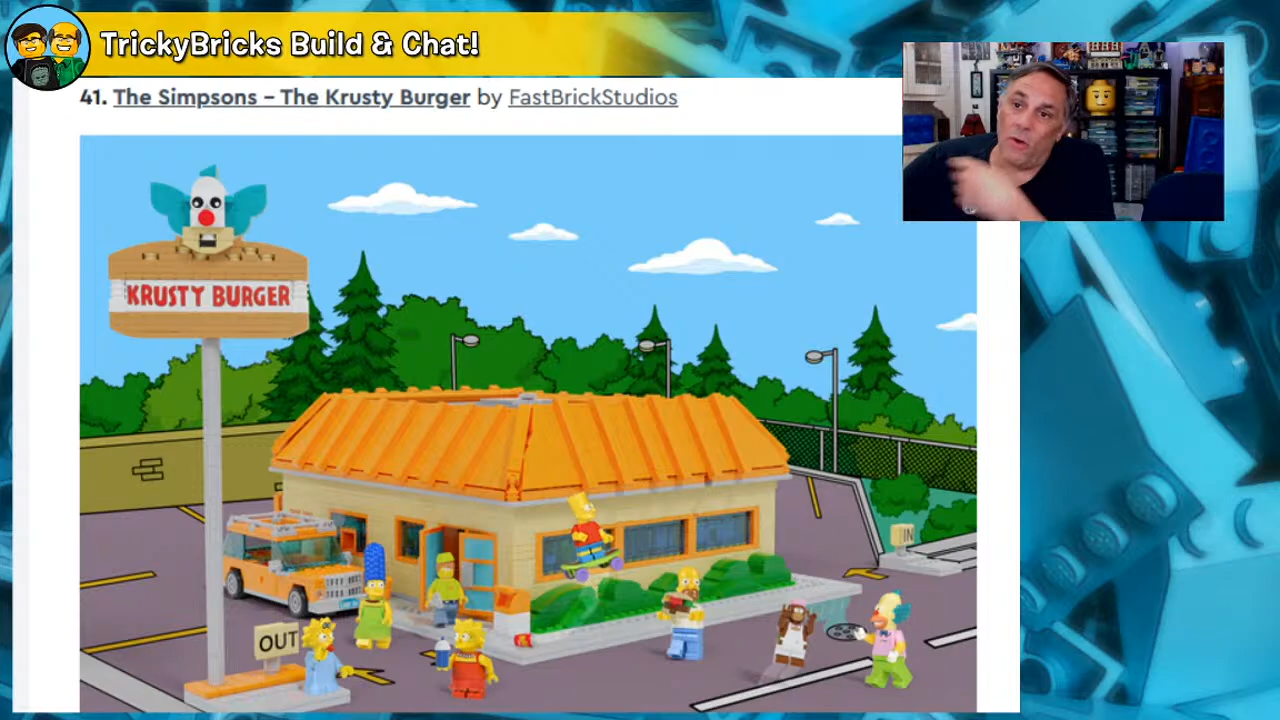 TrickyBricks Build & Chat!
41. The Simpsons – The Krusty Burger by FastBrickStudios
KRUSTY BURGER
IN
OUT